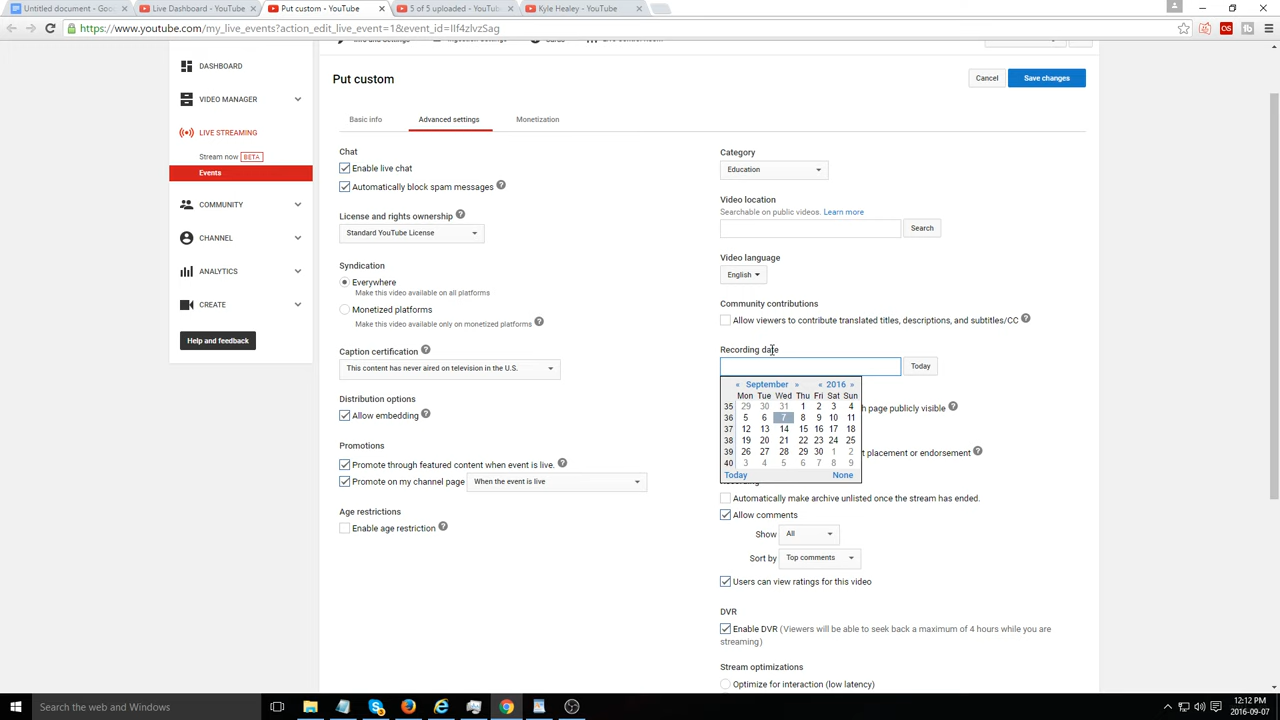 Untitled document - Goo
Live Dashboard - YouTube
Put custom - YouTube
5 of 5 uploaded - YouTub
Kyle Healey - YouTube
https://www.youtube.com/my_live_events?action_edit_live_event=1&event_id=IIf4zlvzSag
DASHBOARD
VIDEO MANAGER
LIVE STREAMING
Stream now BETA
Events
COMMUNITY
CHANNEL
ANALYTICS
CREATE
Help and feedback
Put custom
Cancel
Save changes
Basic info
Advanced settings
Monetization
Chat
Enable live chat
Automatically block spam messages
License and rights ownership
Standard YouTube License
Syndication
Everywhere
Make this video available on all platforms
Monetized platforms
Make this video available only on monetized platforms
Caption certification
This content has never aired on television in the U.S.
Distribution options
Allow embedding
Promotions
Promote through featured content when event is live.
Promote on my channel page When the event is live
Age restrictions
Enable age restriction
Category
Education
Video location
Searchable on public videos. Learn more
Search
Video language
English
Community contributions
Allow viewers to contribute translated titles, descriptions, and subtitles/CC
Recording date
Today
« September » « 2016 »
Mon Tue Wed Thu Fri Sat Sun
35 29 30 31 1 2 3 4
36 5 6 7 8 9 10 11
37 12 13 14 15 16 17 18
38 19 20 21 22 23 24 25
39 26 27 28 29 30 1 2
40 3 4 5 6 7 8 9
Today None
h page publicly visible
t placement or endorsement
Automatically make archive unlisted once the stream has ended.
Allow comments
Show All
Sort by Top comments
Users can view ratings for this video
DVR
Enable DVR (Viewers will be able to seek back a maximum of 4 hours while you are
streaming)
Stream optimizations
Optimize for interaction (low latency)
Search the web and Windows
12:12 PM
2016-09-07